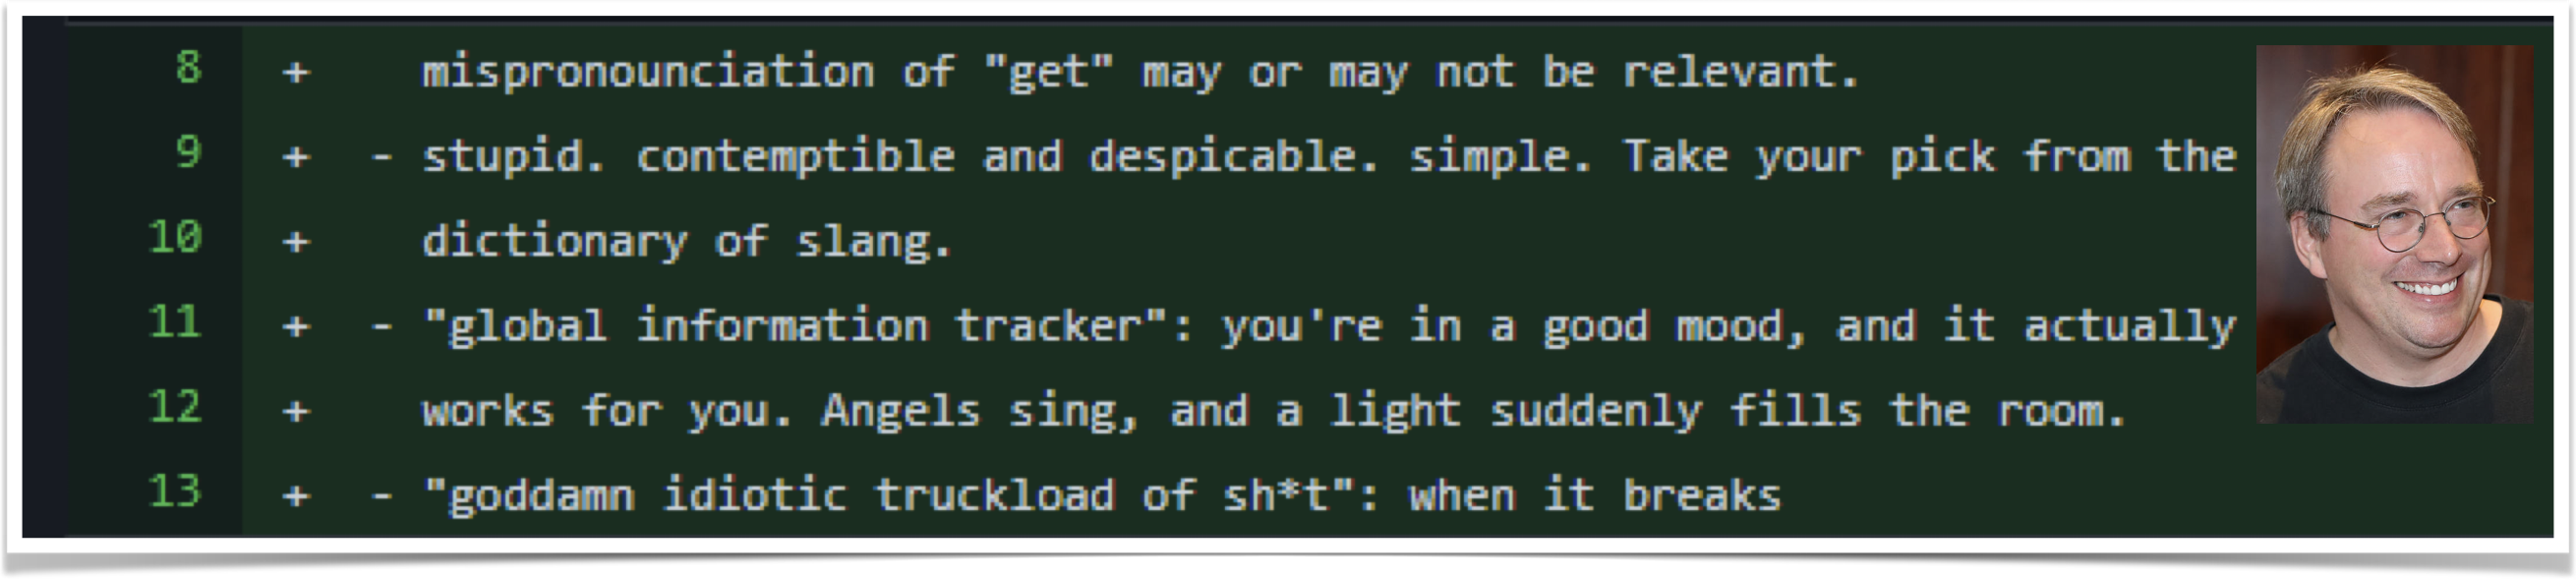 8 + mispronounciation of "get" may or may not be relevant.
9 + - stupid. contemptible and despicable. simple. Take your pick from the
10 + dictionary of slang.
11 + - "global information tracker": you're in a good mood, and it actually
12 + works for you. Angels sing, and a light suddenly fills the room.
13 + - "goddamn idiotic truckload of sh*t": when it breaks